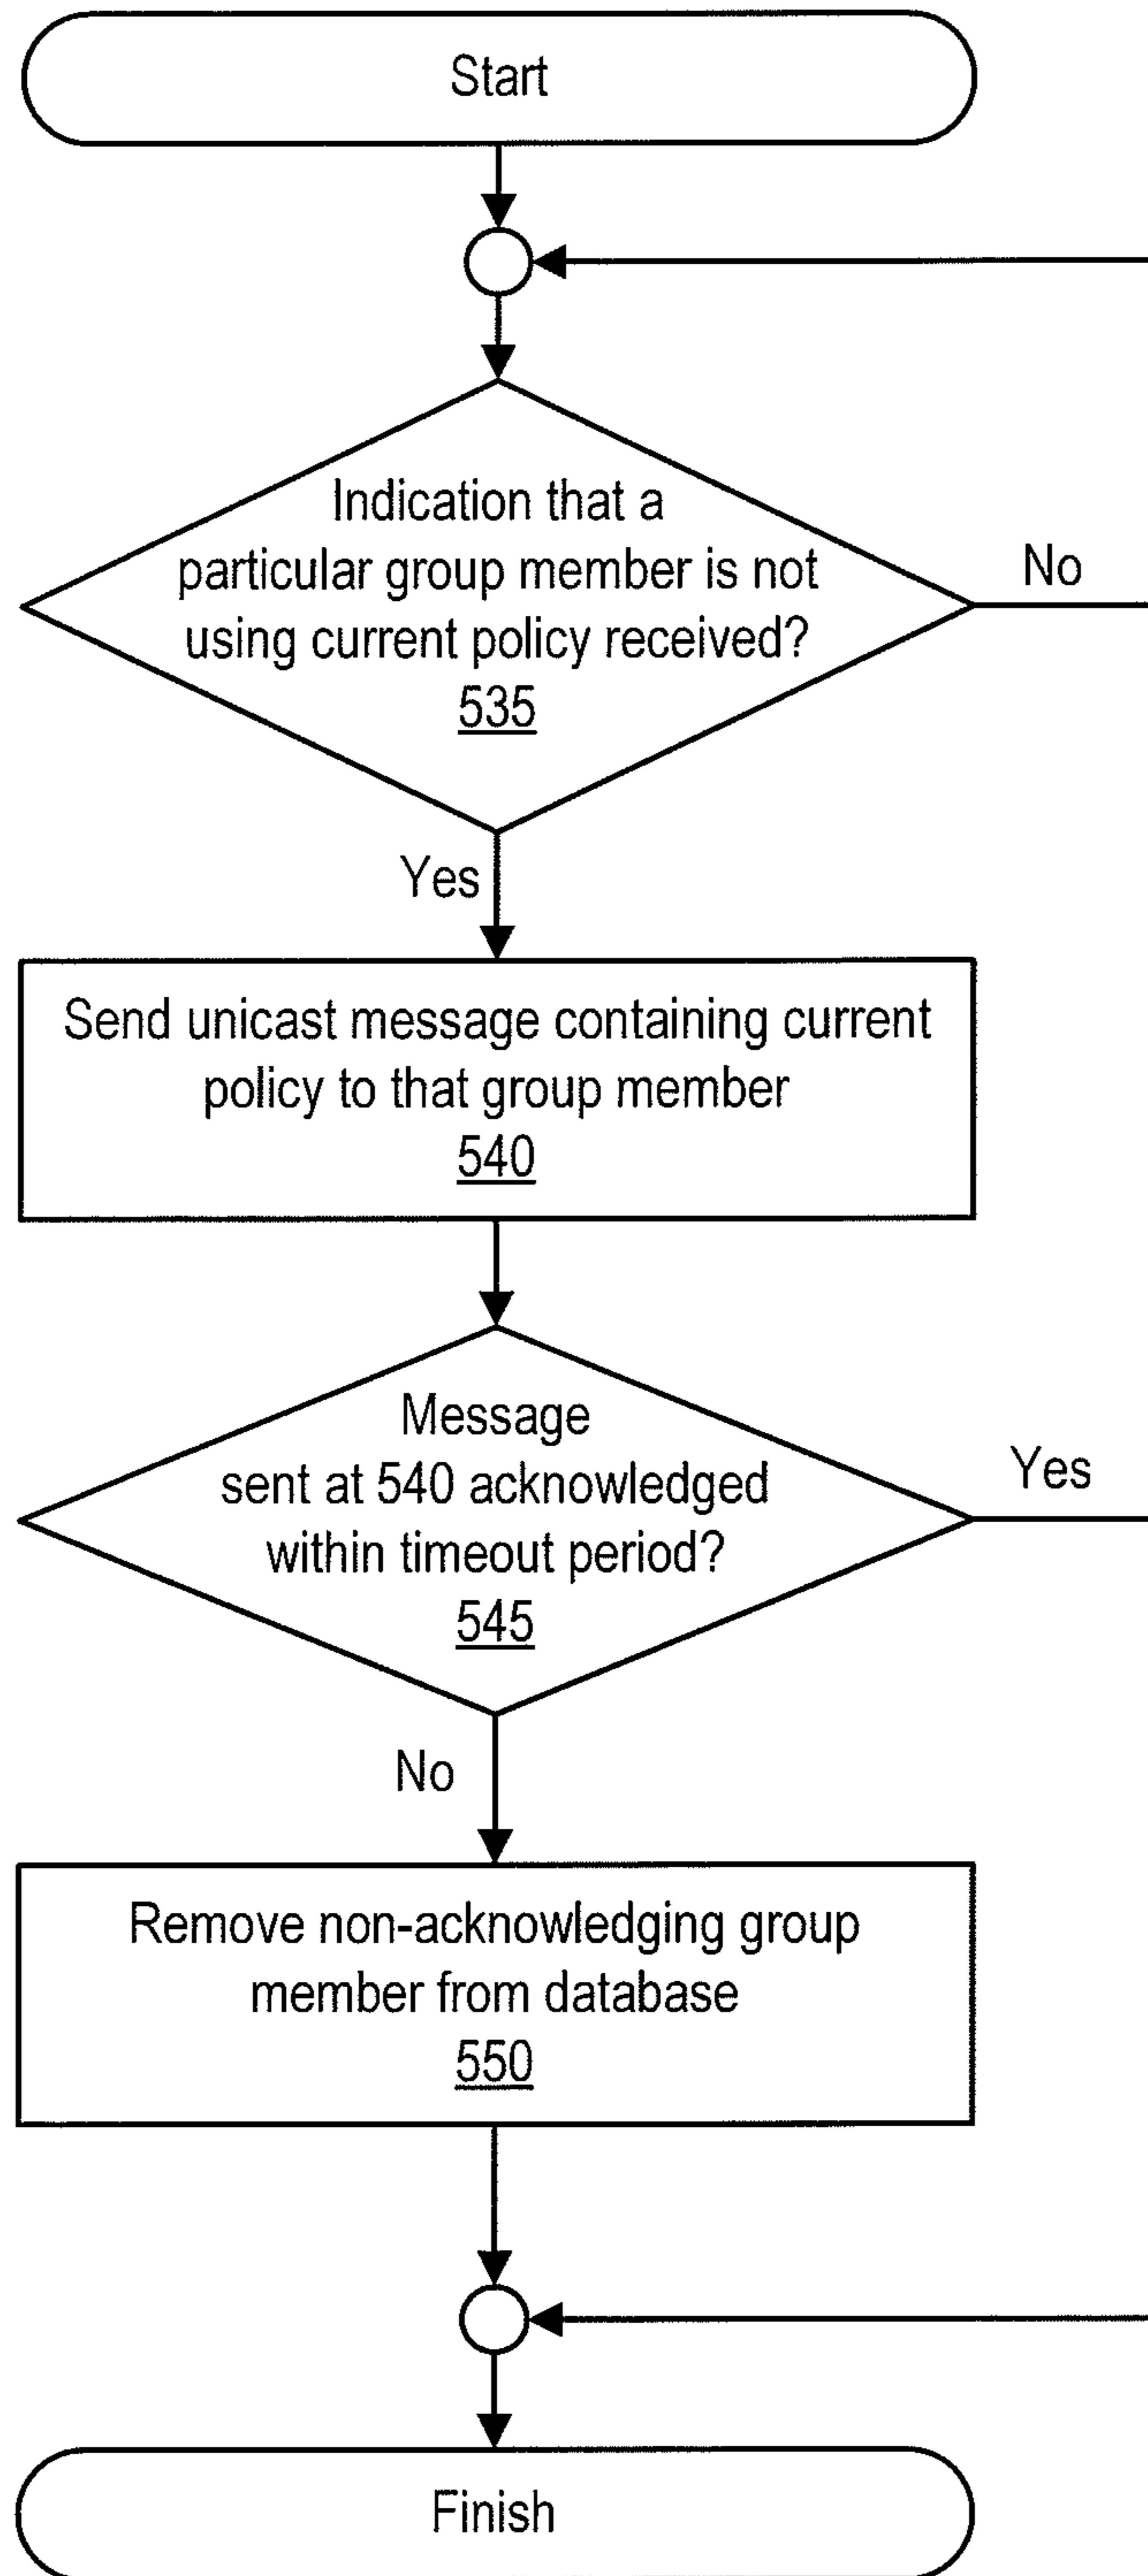 Start
Indication that a
particular group member is not
using current policy received?
535
No
Yes
Send unicast message containing current
policy to that group member
540
Message
sent at 540 acknowledged
within timeout period?
545
Yes
No
Remove non-acknowledging group
member from database
550
Finish